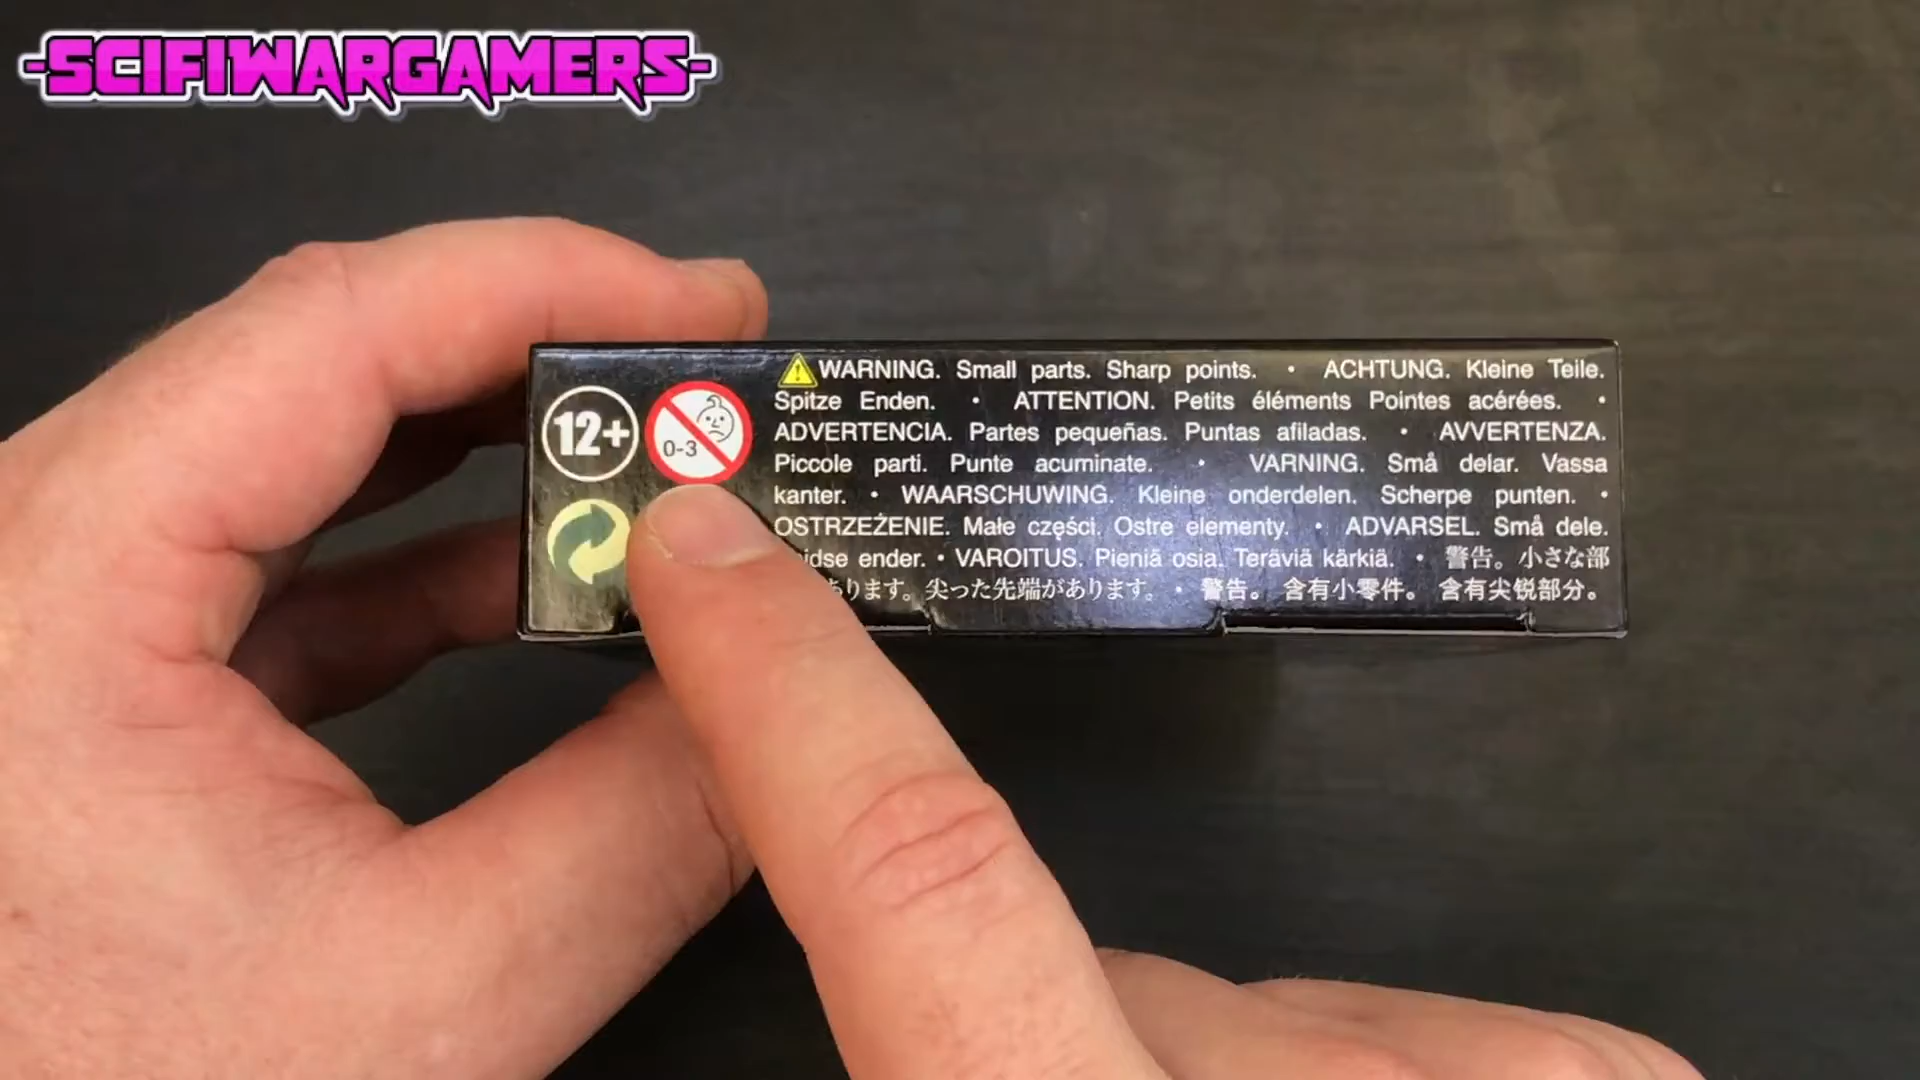 -SCIFIWARGAMERS-
12+
0-3
WARNING. Small parts. Sharp points. • ACHTUNG. Kleine Teile.
Spitze Enden. • ATTENTION. Petits éléments Pointes acérées. •
ADVERTENCIA. Partes pequeñas. Puntas afiladas. • AVVERTENZA.
Piccole parti. Punte acuminate. • VARNING. Små delar. Vassa
kanter. • WAARSCHUWING. Kleine onderdelen. Scherpe punten. •
OSTRZEŻENIE. Małe części. Ostre elementy. • ADVARSEL. Små dele.
ender. • VAROITUS. Pieniä osia. Teräviä kärkiä. • 警告。小さな部
あります。尖った先端があります。 • 警告。 含有小零件。 含有尖锐部分。